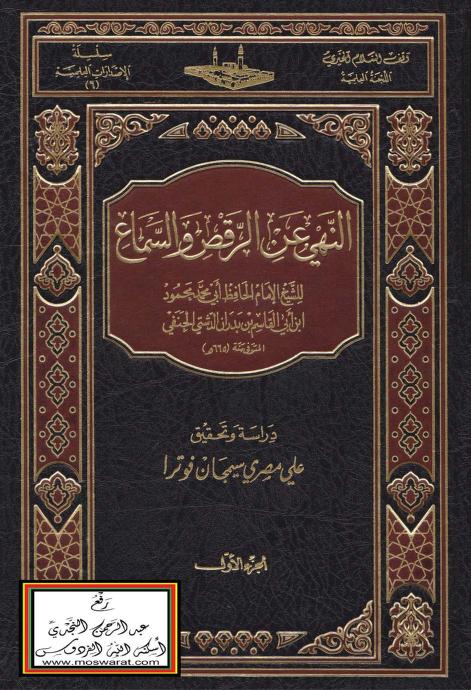 وقف السلام الخيري
اللجنة العلمية
سلسلة
الإصدارات العلمية
(٦)
النهي عن الرقص والسماع
للشيخ الإمام الحافظ أبي محمد محمود
ابن أبي القاسم بن بدران الدشتي الحنفي
المتوفى سنة (٦٦٥هـ)
دراسة وتحقيق
علي مصري سيمجان فوترا
الجزء الأول
رفع
عبد الرحمن النجدي
أسكنه الله الفردوس
www.moswarat.com